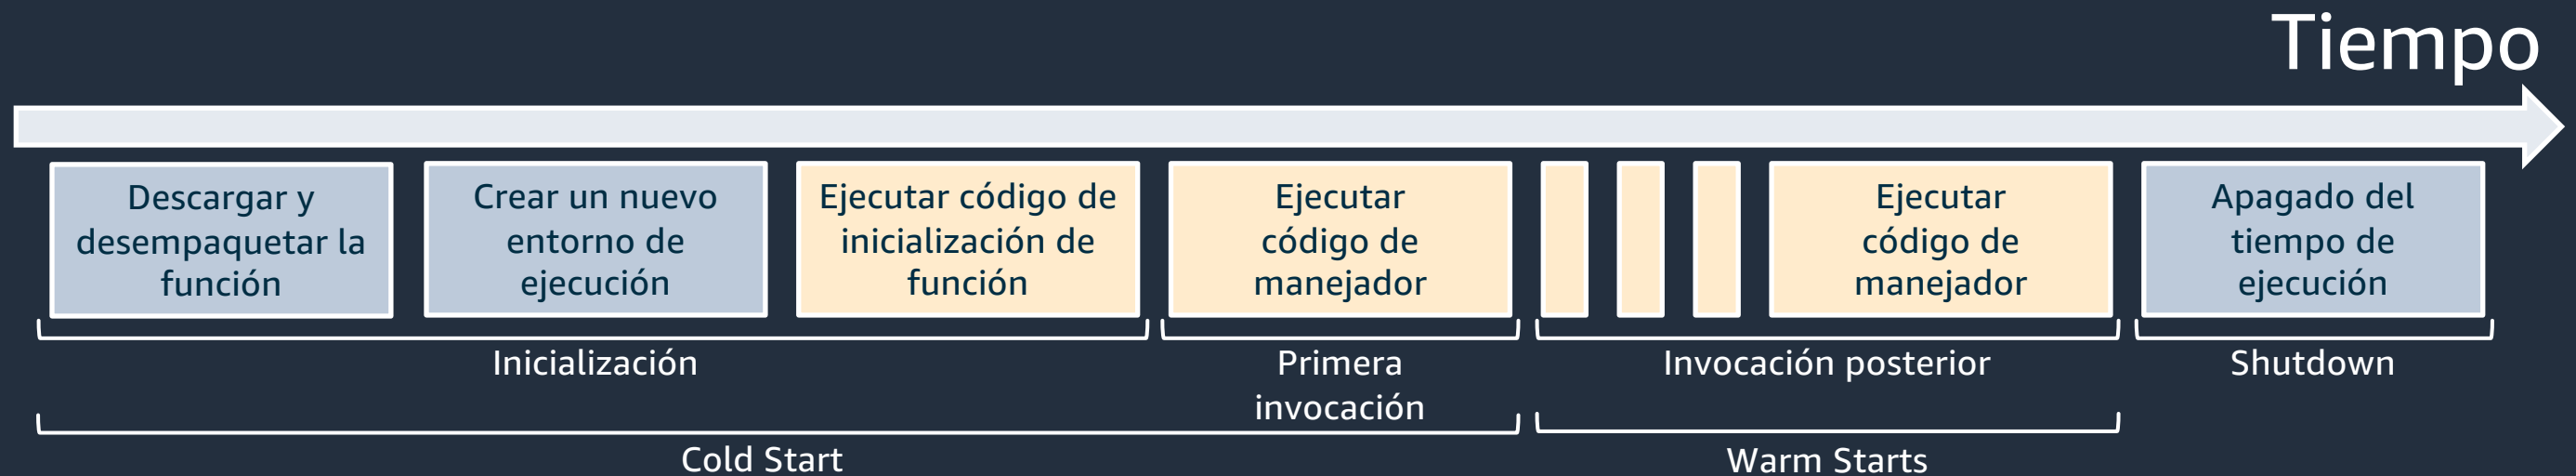 Tiempo
Descargar y
desempaquetar la
función
Crear un nuevo
entorno de
ejecución
Ejecutar código de
inicialización de
función
Ejecutar
código de
manejador
Ejecutar
código de
manejador
Apagado del
tiempo de
ejecución
Inicialización
Primera
invocación
Invocación posterior
Shutdown
Cold Start
Warm Starts